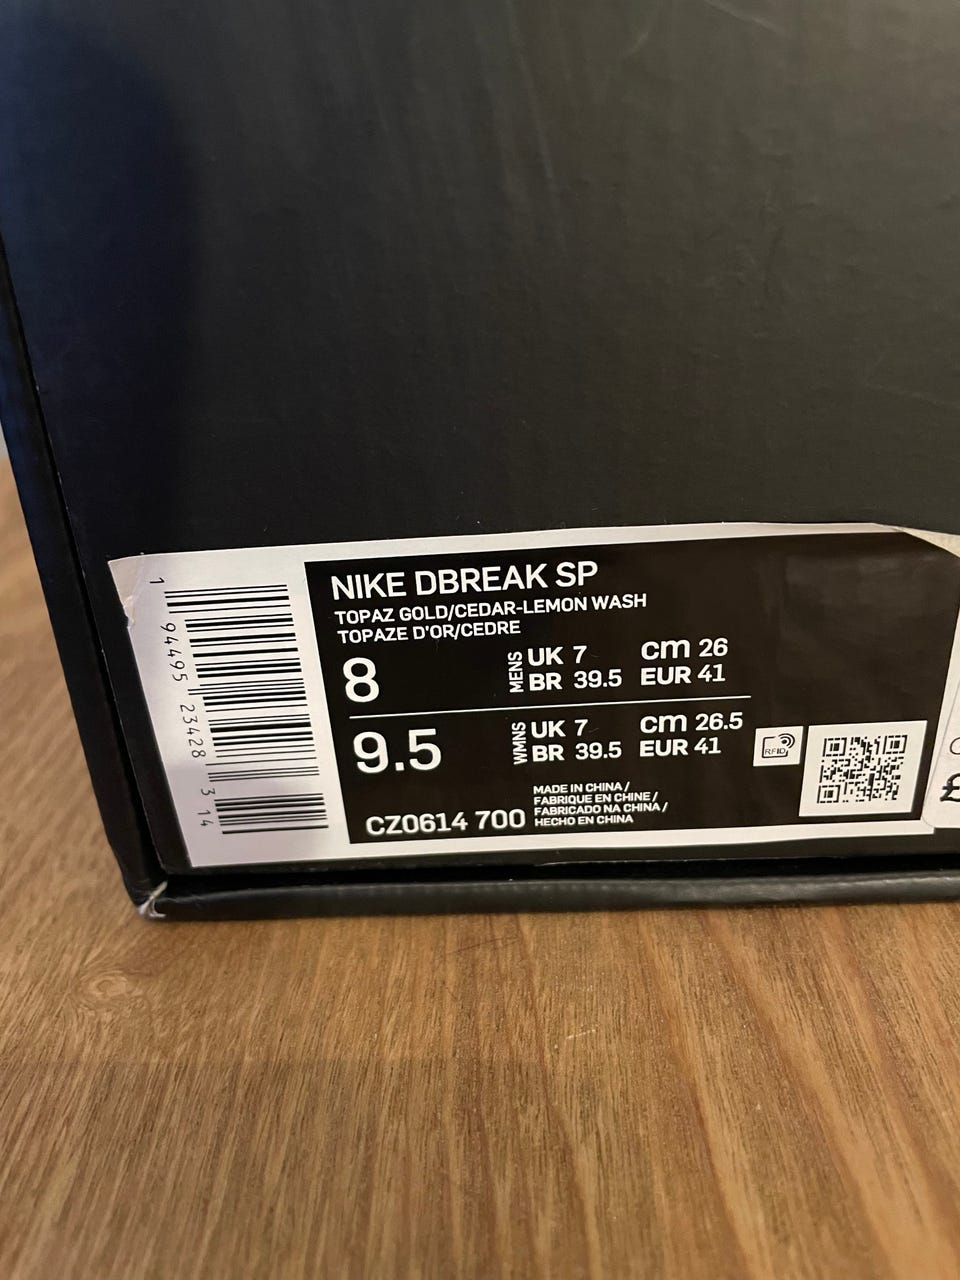 NIKE DBREAK SP
TOPAZ GOLD/CEDAR-LEMON WASH
TOPAZE D'OR/CEDRE
8
MENS
UK 7 cm 26
BR 39.5 EUR 41
9.5
WMNS
UK 7 cm 26.5
BR 39.5 EUR 41
RFID
CZ0614 700
MADE IN CHINA /
FABRIQUE EN CHINE /
FABRICADO NA CHINA /
HECHO EN CHINA
1 94495 23428 3 14
£